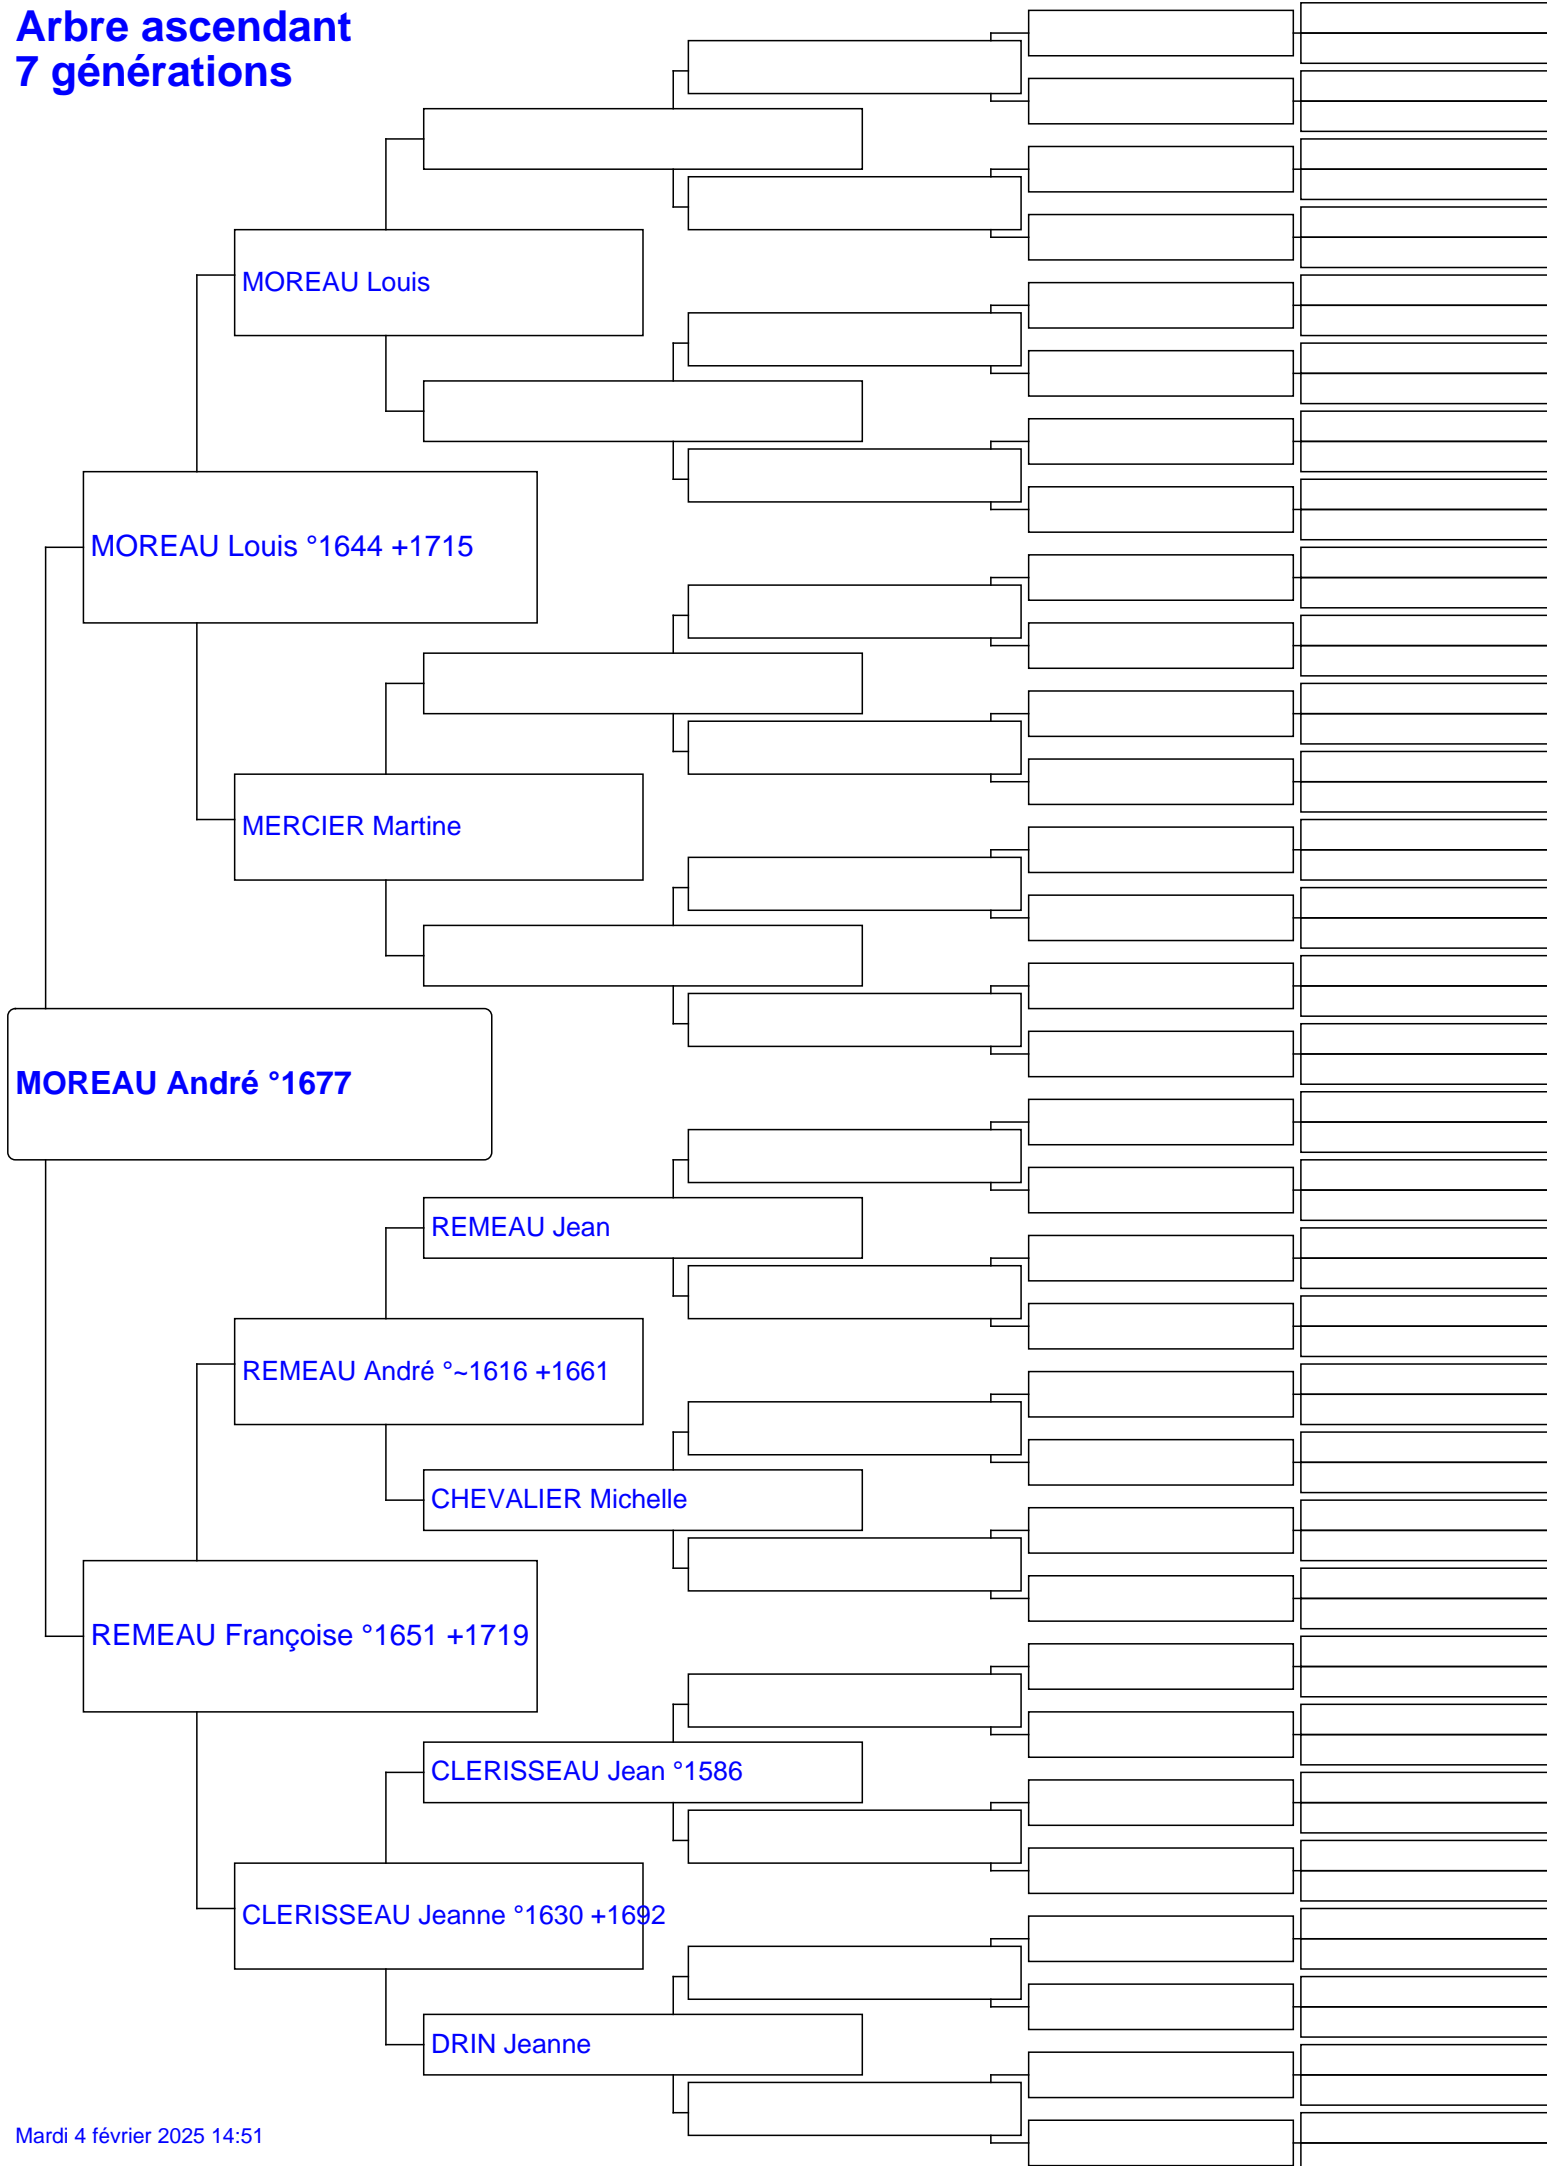 Arbre ascendant
7 générations
MOREAU Louis
MOREAU Louis °1644 +1715
MERCIER Martine
MOREAU André °1677
REMEAU Jean
REMEAU André °~1616 +1661
CHEVALIER Michelle
REMEAU Françoise °1651 +1719
CLERISSEAU Jean °1586
CLERISSEAU Jeanne °1630 +1692
DRIN Jeanne
Mardi 4 février 2025 14:51